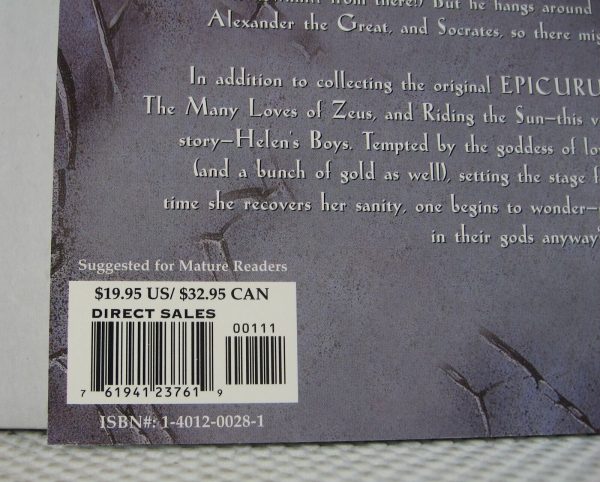 from there!) But he hangs around
Alexander the Great, and Socrates, so there
In addition to collecting the original
The Many Loves of Zeus, and Riding the Sun—this
story—Helen's Boys. Tempted by the goddess of
(and a bunch of gold as well), setting the stage
time she recovers her sanity, one begins to wonder—
in their gods anyway
Suggested for Mature Readers
$19.95 US/ $32.95 CAN
DIRECT SALES
00111
7 61941 23761 9
ISBN#: 1-4012-0028-1